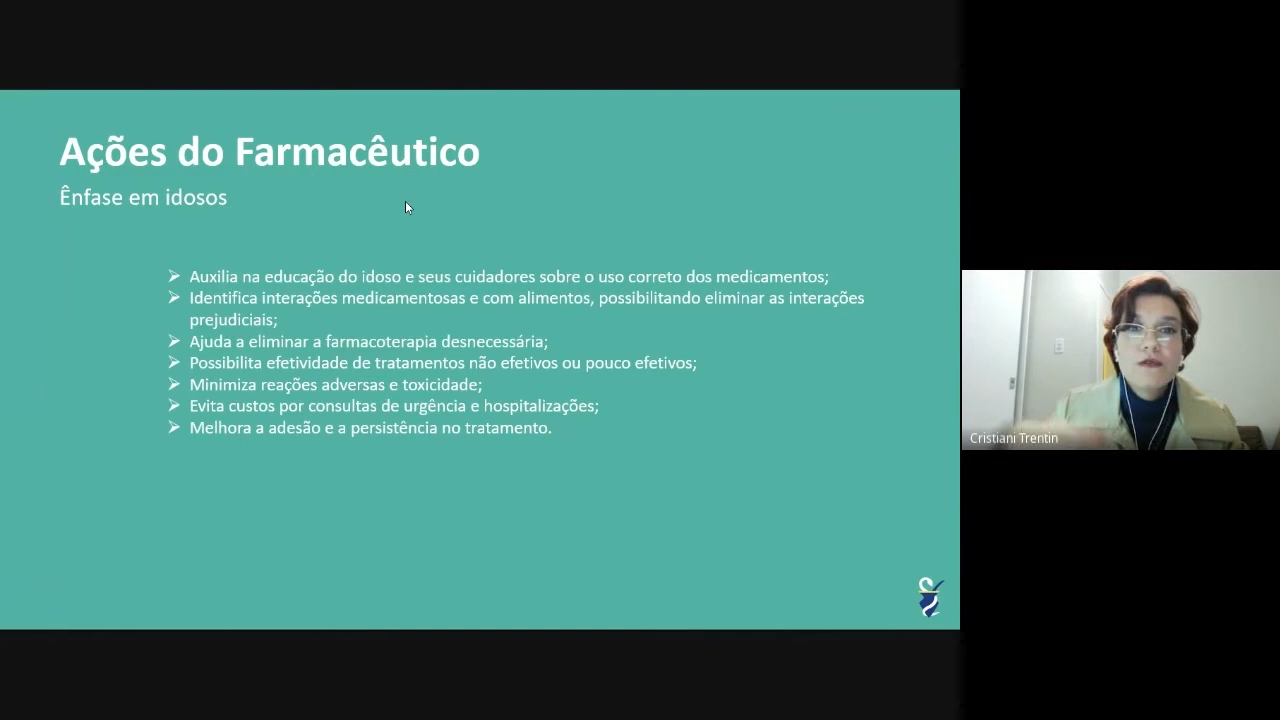 Ações do Farmacêutico
Ênfase em idosos
➢ Auxilia na educação do idoso e seus cuidadores sobre o uso correto dos medicamentos;
➢ Identifica interações medicamentosas e com alimentos, possibilitando eliminar as interações
prejudiciais;
➢ Ajuda a eliminar a farmacoterapia desnecessária;
➢ Possibilita efetividade de tratamentos não efetivos ou pouco efetivos;
➢ Minimiza reações adversas e toxicidade;
➢ Evita custos por consultas de urgência e hospitalizações;
➢ Melhora a adesão e a persistência no tratamento.
Cristiani Trentin